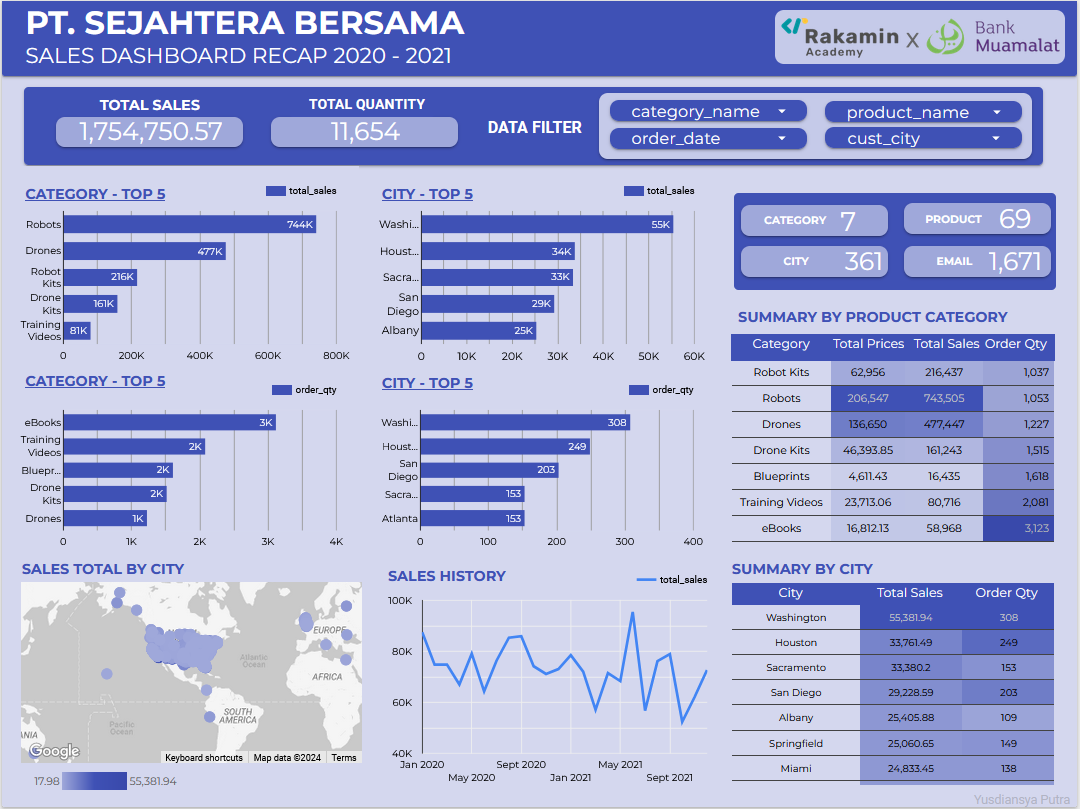 PT. SEJAHTERA BERSAMA
SALES DASHBOARD RECAP 2020 - 2021
Rakamin
Academy
X
Bank
Muamalat
TOTAL SALES
1,754,750.57
TOTAL QUANTITY
11,654
DATA FILTER
category_name
product_name
order_date
cust_city
CATEGORY - TOP 5
total_sales
Robots
744K
Drones
477K
Robot
Kits
216K
Drone
Kits
161K
Training
Videos
81K
0 200K 400K 600K 800K
CITY - TOP 5
total_sales
Washi...
55K
Houst...
34K
Sacra...
33K
San
Diego
29K
Albany
25K
0 10K 20K 30K 40K 50K 60K
CATEGORY 7
PRODUCT 69
CITY 361
EMAIL 1,671
CATEGORY - TOP 5
order_qty
eBooks
3K
Training
Videos
2K
Bluepr...
2K
Drone
Kits
2K
Drones
1K
0 1K 2K 3K 4K
CITY - TOP 5
order_qty
Washi...
308
Houst...
249
San
Diego
203
Sacra...
153
Atlanta
153
0 100 200 300 400
SUMMARY BY PRODUCT CATEGORY
Category Total Prices Total Sales Order Qty
Robot Kits 62,956 216,437 1,037
Robots 206,547 743,505 1,053
Drones 136,650 477,447 1,227
Drone Kits 46,393.85 161,243 1,515
Blueprints 4,611.43 16,435 1,618
Training Videos 23,713.06 80,716 2,081
eBooks 16,812.13 58,968 3,123
SALES TOTAL BY CITY
EUROPE
Atlantic
Ocean
AFRICA
SOUTH
AMERICA
Pacific
Ocean
ANIA
Google
Keyboard shortcuts Map data ©2024 Terms
17.98 55,381.94
SALES HISTORY
total_sales
100K
80K
60K
40K
Jan 2020
May 2020
Sept 2020
Jan 2021
May 2021
Sept 2021
SUMMARY BY CITY
City Total Sales Order Qty
Washington 55,381.94 308
Houston 33,761.49 249
Sacramento 33,380.2 153
San Diego 29,228.59 203
Albany 25,405.88 109
Springfield 25,060.65 149
Miami 24,833.45 138
Yusdiansya Putra